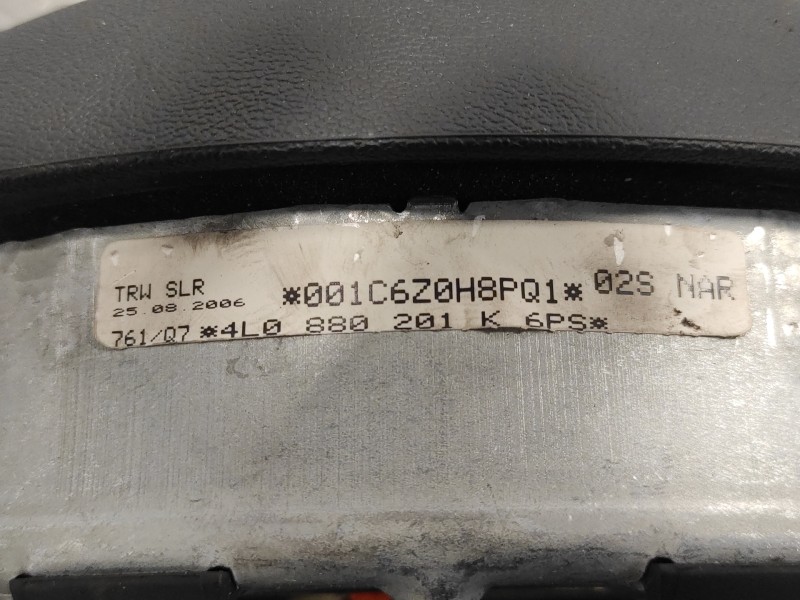 TRW SLR *001C6Z0H8PQ1* 02S NAR
25.08.2006
761/Q7 *4L0 880 201 K 6PS*